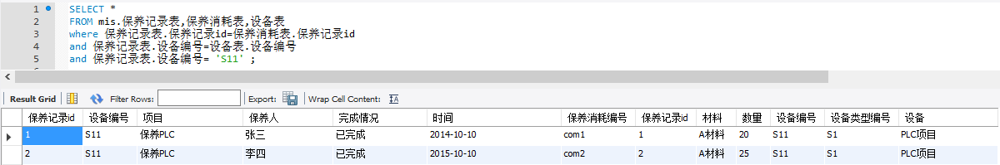 1 SELECT *
2 FROM mis.保养记录表,保养消耗表,设备表
3 where 保养记录表.保养记录id=保养消耗表.保养记录id
4 and 保养记录表.设备编号=设备表.设备编号
5 and 保养记录表.设备编号= 'S11' ;
Result Grid Filter Rows: Export: Wrap Cell Content: IA
保养记录id 设备编号 项目 保养人 完成情况 时间 保养消耗编号 保养记录id 材料 数量 设备编号 设备类型编号 设备
1 S11 保养PLC 张三 已完成 2014-10-10 com1 1 A材料 20 S11 S1 PLC项目
2 S11 保养PLC 李四 已完成 2015-10-10 com2 2 A材料 25 S11 S1 PLC项目